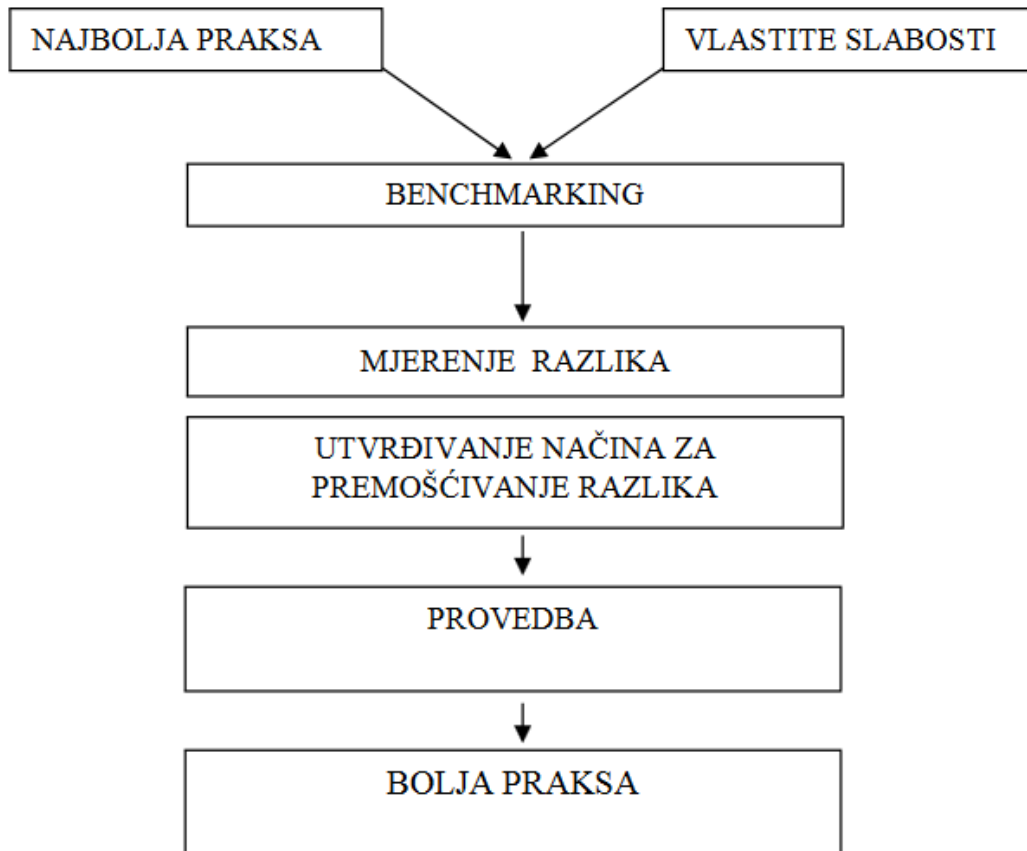 NAJBOLJA PRAKSA
VLASTITE SLABOSTI
BENCHMARKING
MJERENJE RAZLIKA
UTVRĐIVANJE NAČINA ZA
PREMOŠĆIVANJE RAZLIKA
PROVEDBA
BOLJA PRAKSA